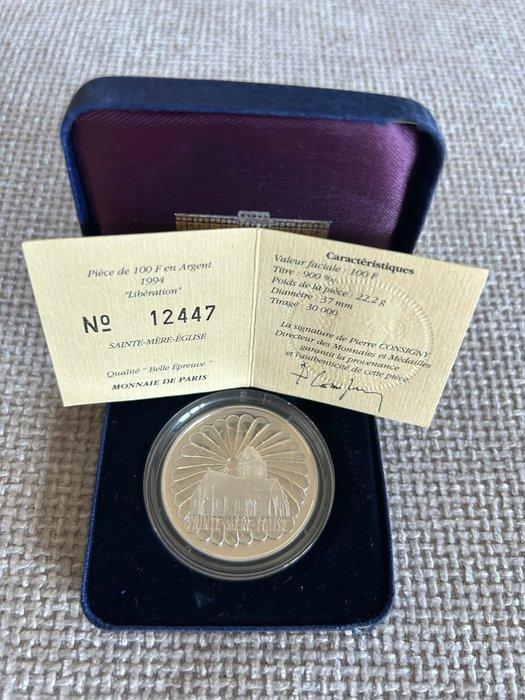 Pièce de 100 F en Argent
1994
"Libération"
No 12447
SAINTE-MÈRE-ÉGLISE
Qualité " Belle Épreuve "
MONNAIE DE PARIS
Caractéristiques
Valeur faciale : 100 F
Titre : 900 ‰
Poids de la pièce : 22,2 g
Diamètre : 37 mm
Tirage : 30 000
La signature de Pierre CONSIGNY
Directeur des Monnaies et Médailles
garantit la provenance
et l'authenticité de cette pièce.
SAINTE-MÈRE-ÉGLISE